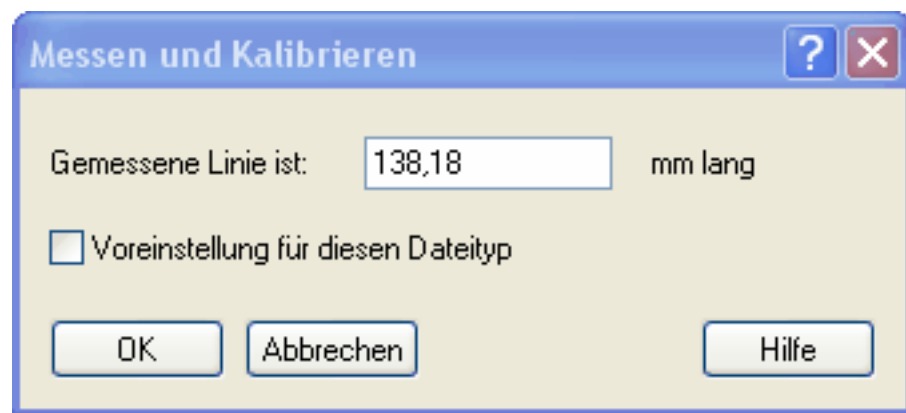 Messen und Kalibrieren
Gemessene Linie ist: 138,18 mm lang
Voreinstellung für diesen Dateityp
OK Abbrechen Hilfe